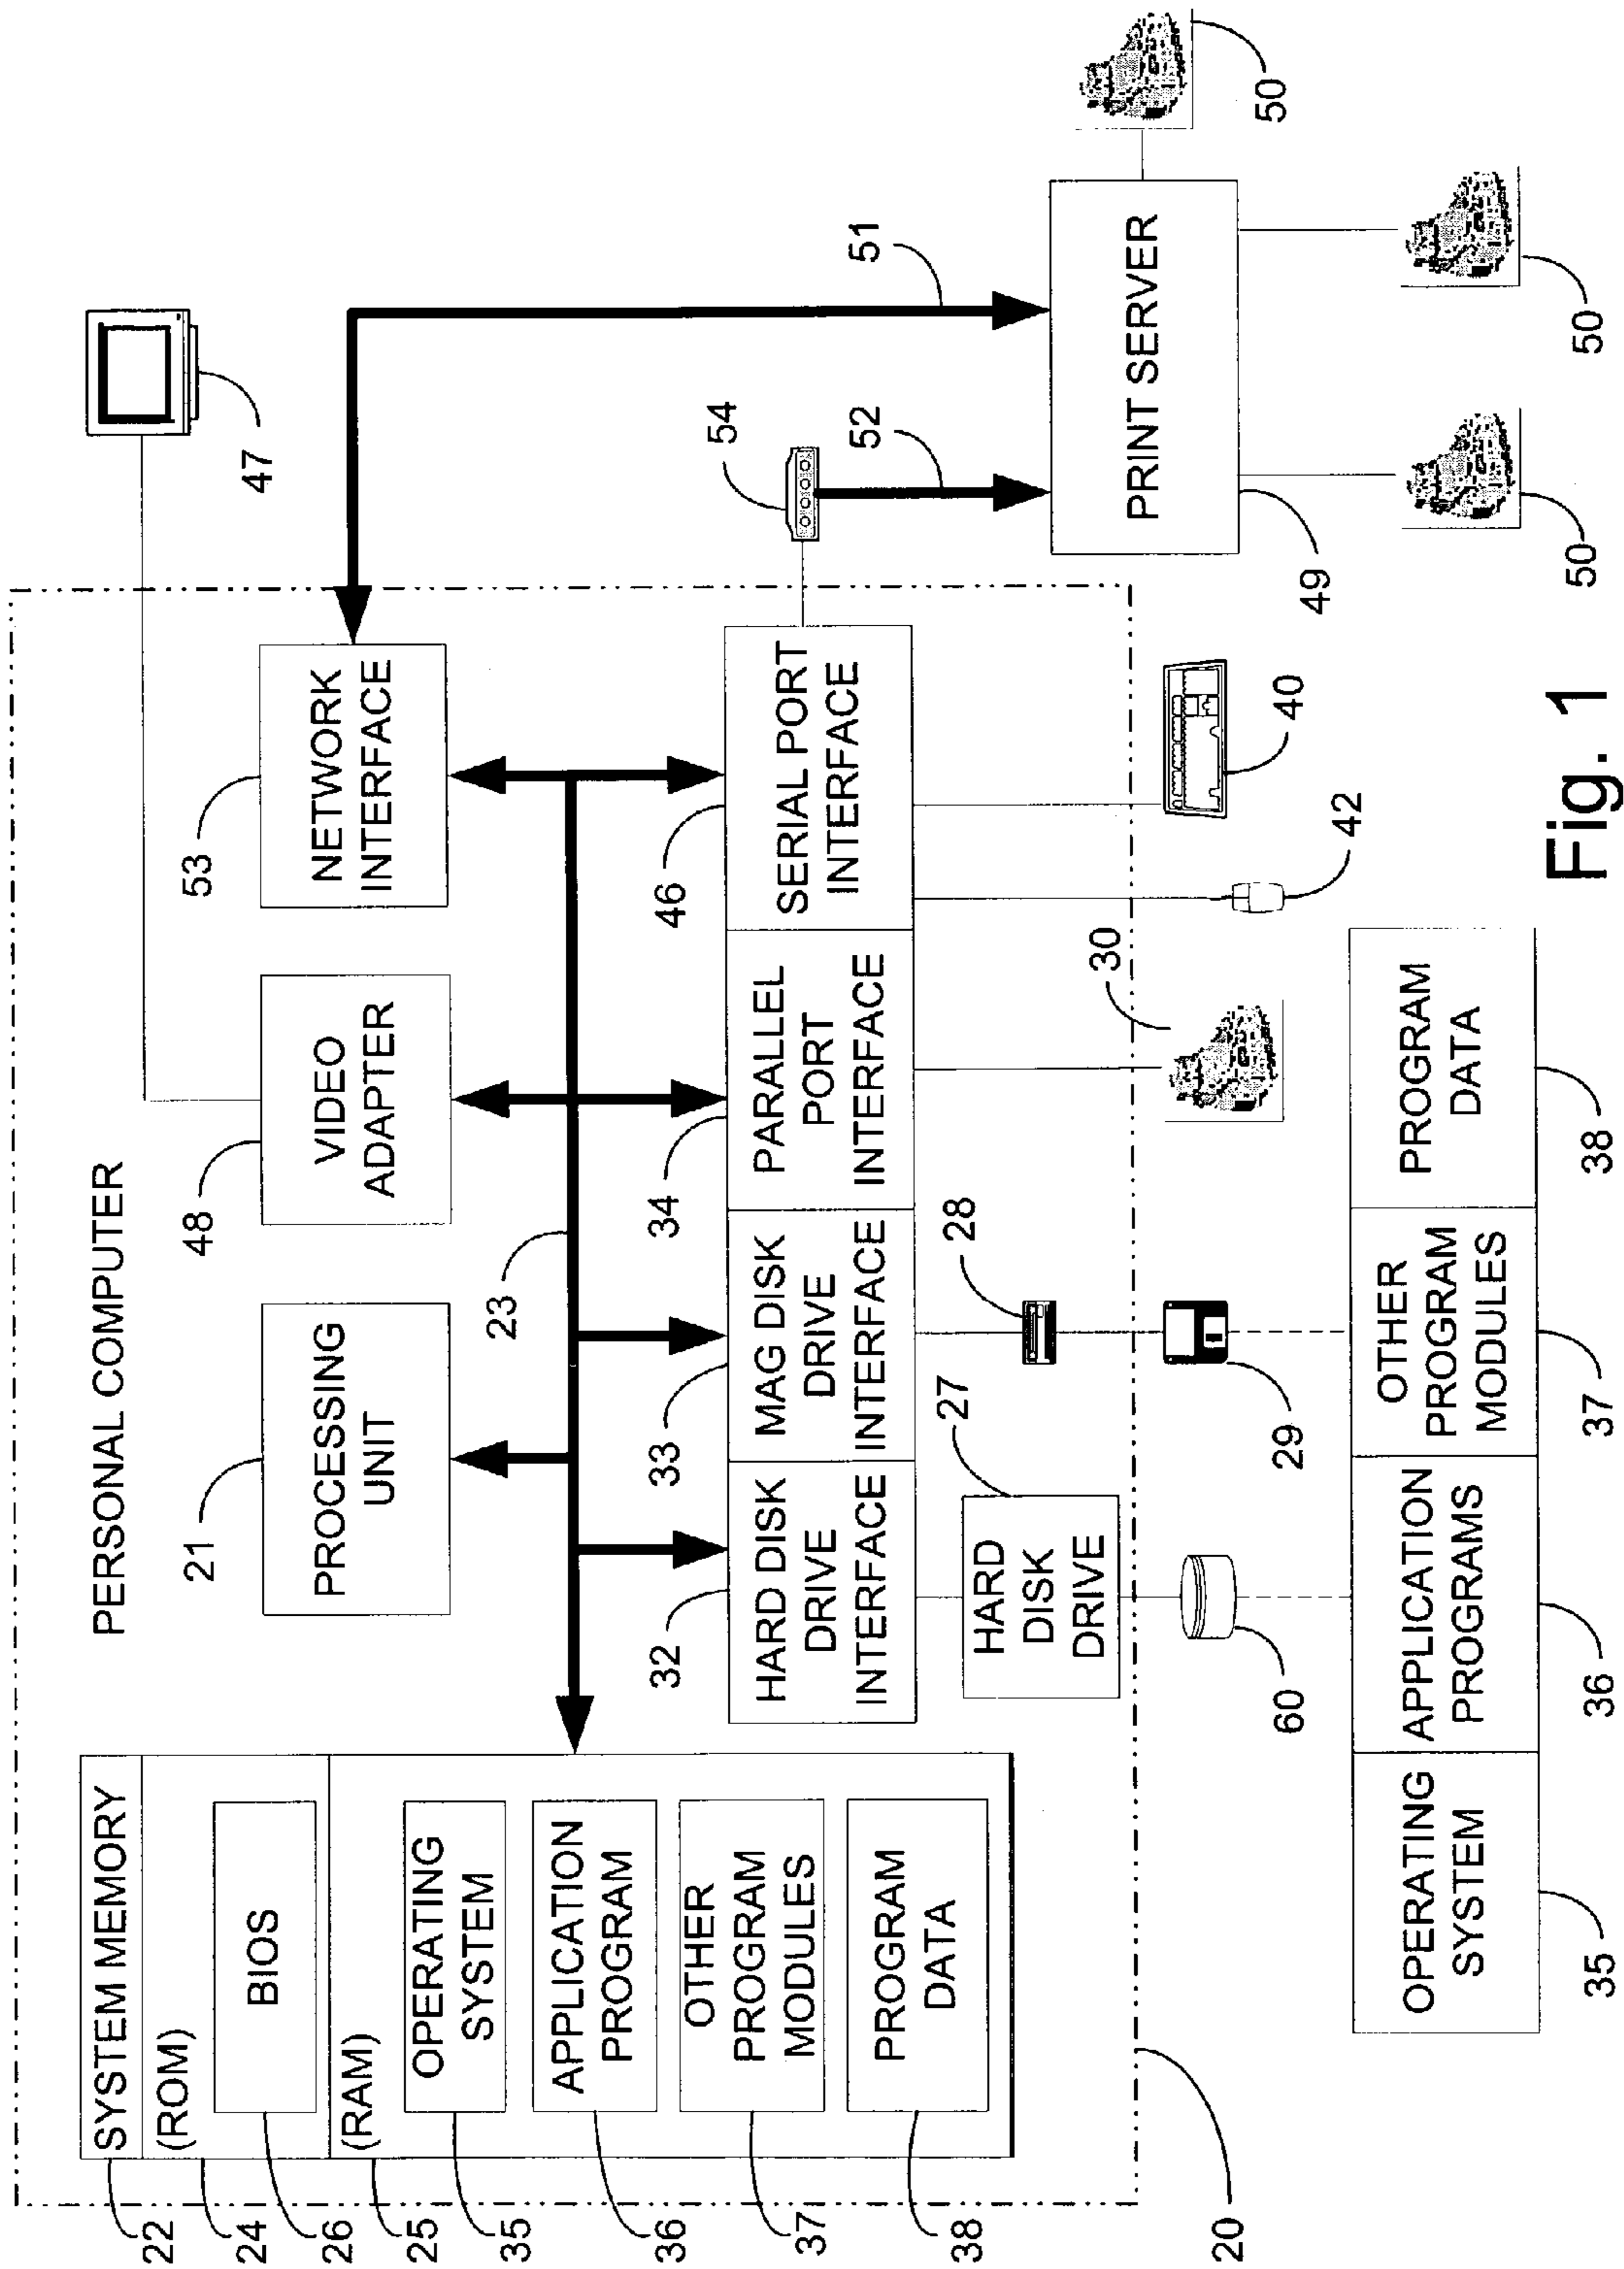 PERSONAL COMPUTER
22
SYSTEM MEMORY
24
(ROM)
26
BIOS
25
(RAM)
35
OPERATING
SYSTEM
36
APPLICATION
PROGRAM
37
OTHER
PROGRAM
MODULES
38
PROGRAM
DATA
20
21
PROCESSING
UNIT
48
VIDEO
ADAPTER
53
NETWORK
INTERFACE
47
23
32
HARD DISK
DRIVE
INTERFACE
33
MAG DISK
DRIVE
INTERFACE
34
PARALLEL
PORT
INTERFACE
46
SERIAL PORT
INTERFACE
54
52
51
27
HARD
DISK
DRIVE
28
60
29
30
42
40
PRINT SERVER
49
50
50
50
OPERATING
SYSTEM
35
APPLICATION
PROGRAMS
36
OTHER
PROGRAM
MODULES
37
PROGRAM
DATA
38
Fig. 1